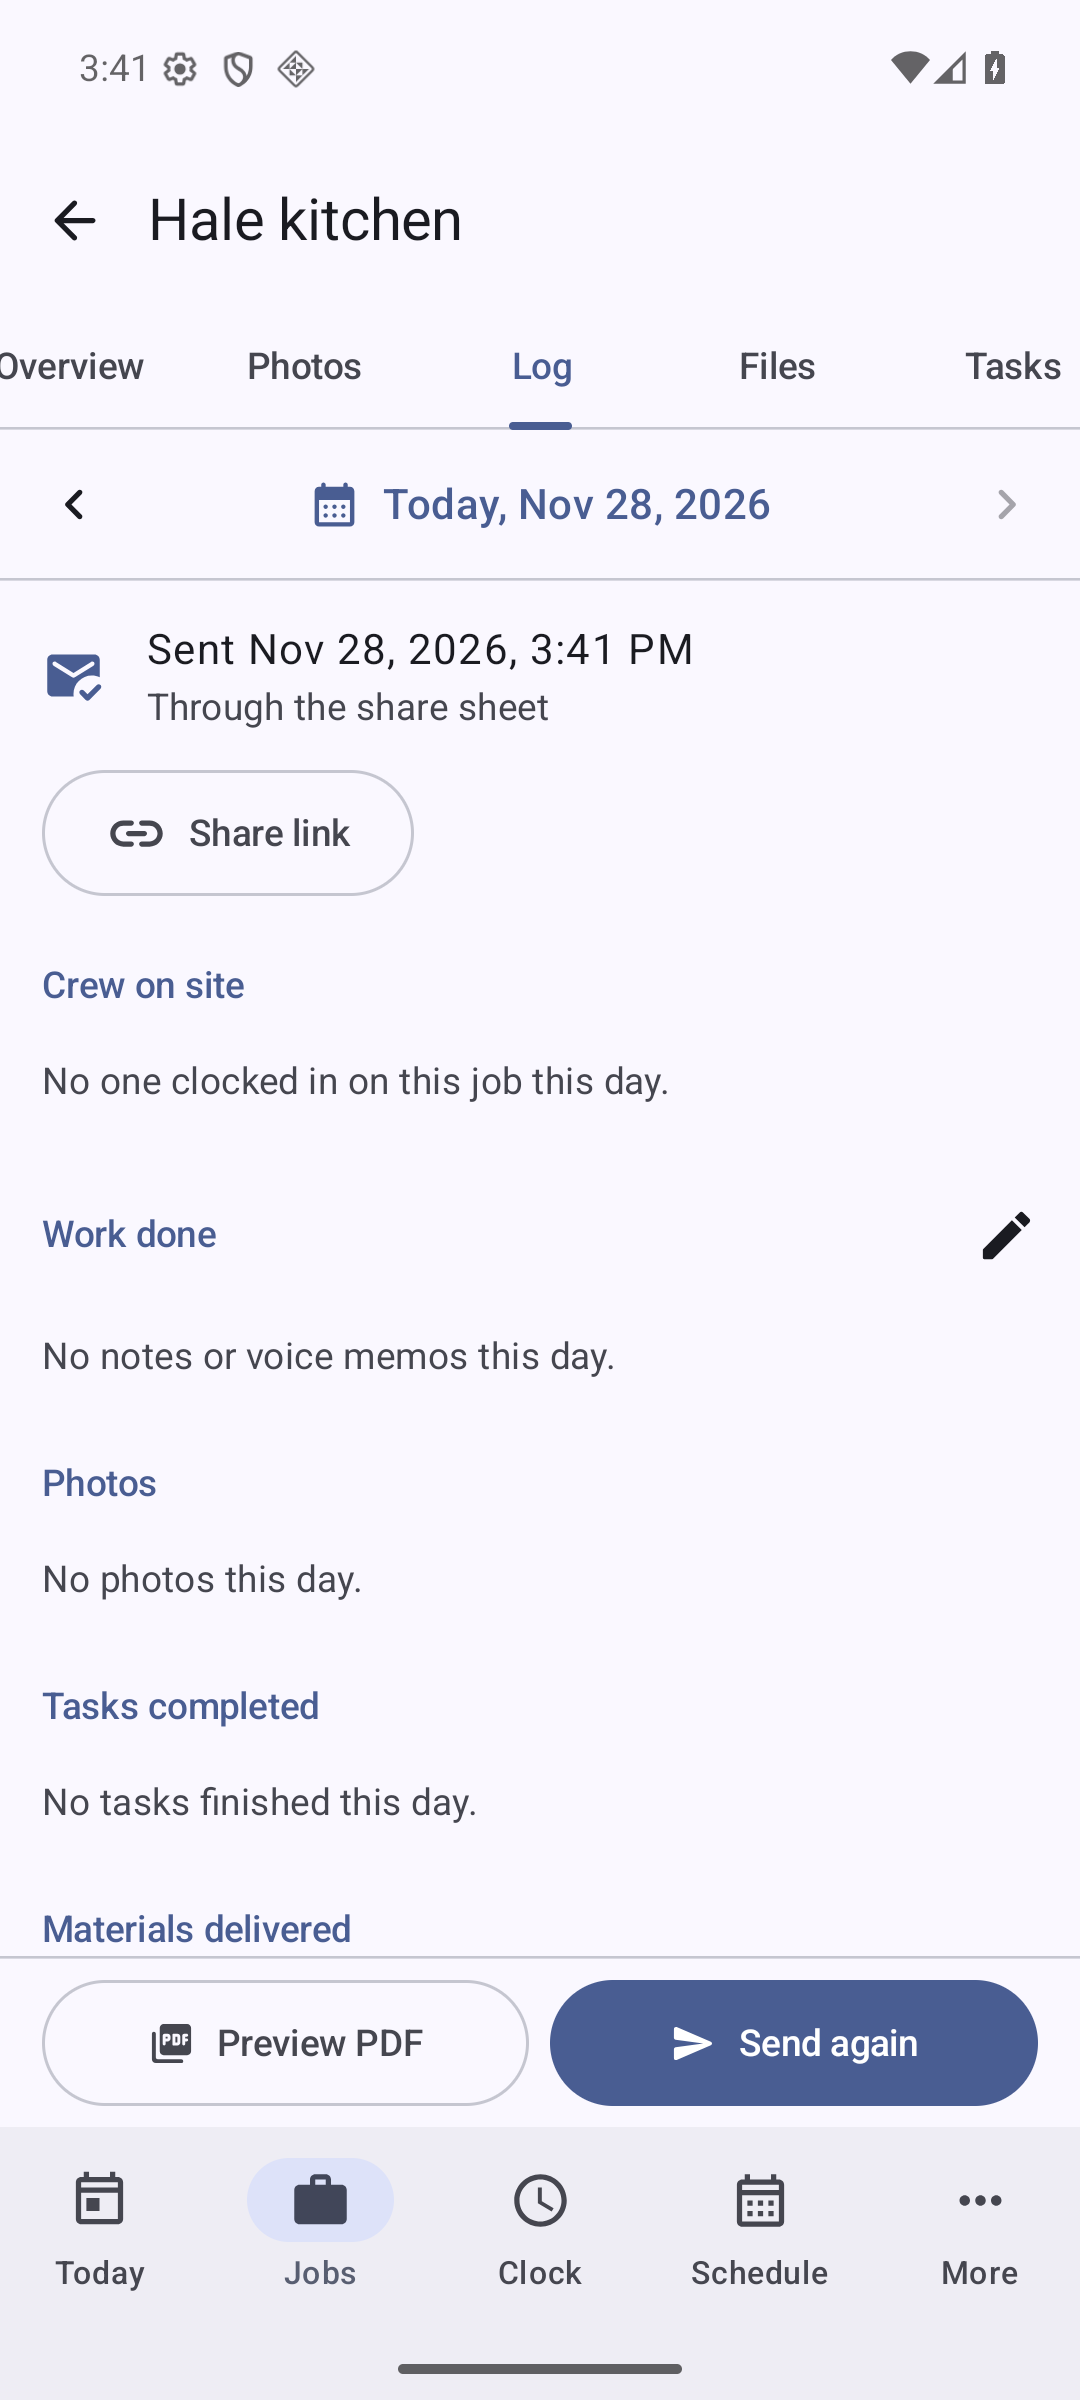 3:41
Hale kitchen
Overview Photos Log Files Tasks
Today, Nov 28, 2026
Sent Nov 28, 2026, 3:41 PM
Through the share sheet
Share link
Crew on site
No one clocked in on this job this day.
Work done
No notes or voice memos this day.
Photos
No photos this day.
Tasks completed
No tasks finished this day.
Materials delivered
PDF Preview PDF Send again
Today Jobs Clock Schedule More